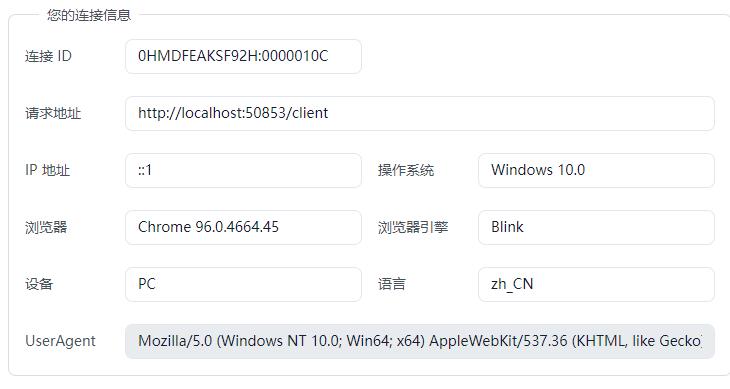 您的连接信息
连接 ID 0HMDFEAKSF92H:0000010C
请求地址 http://localhost:50853/client
IP 地址 ::1 操作系统 Windows 10.0
浏览器 Chrome 96.0.4664.45 浏览器引擎 Blink
设备 PC 语言 zh_CN
UserAgent Mozilla/5.0 (Windows NT 10.0; Win64; x64) AppleWebKit/537.36 (KHTML, like Gecko)